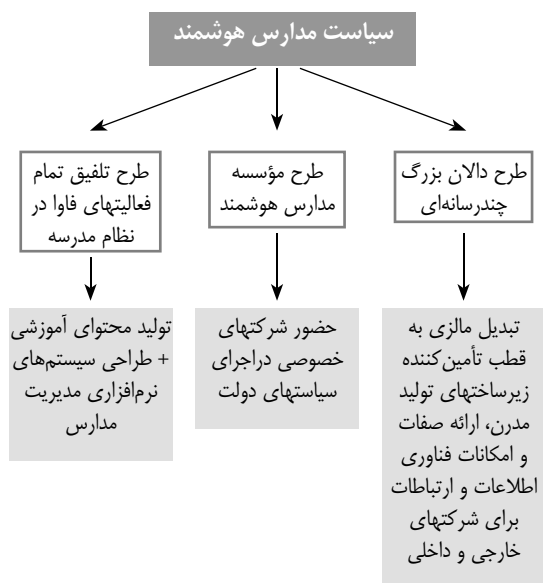 سیاست مدارس هوشمند
طرح دالان بزرگ
چندرسانه‌ای
طرح مؤسسه
مدارس هوشمند
طرح تلفیق تمام
فعالیتهای فاوا در
نظام مدرسه
تبدیل مالزی به
قطب تأمین‌کننده
زیرساختهای تولید
مدرن، ارائه صفات
و امکانات فناوری
اطلاعات و ارتباطات
برای شرکتهای
خارجی و داخلی
حضور شرکتهای
خصوصی دراجرای
سیاستهای دولت
تولید محتوای آموزشی
+ طراحی سیستم‌های
نرم‌افزاری مدیریت
مدارس